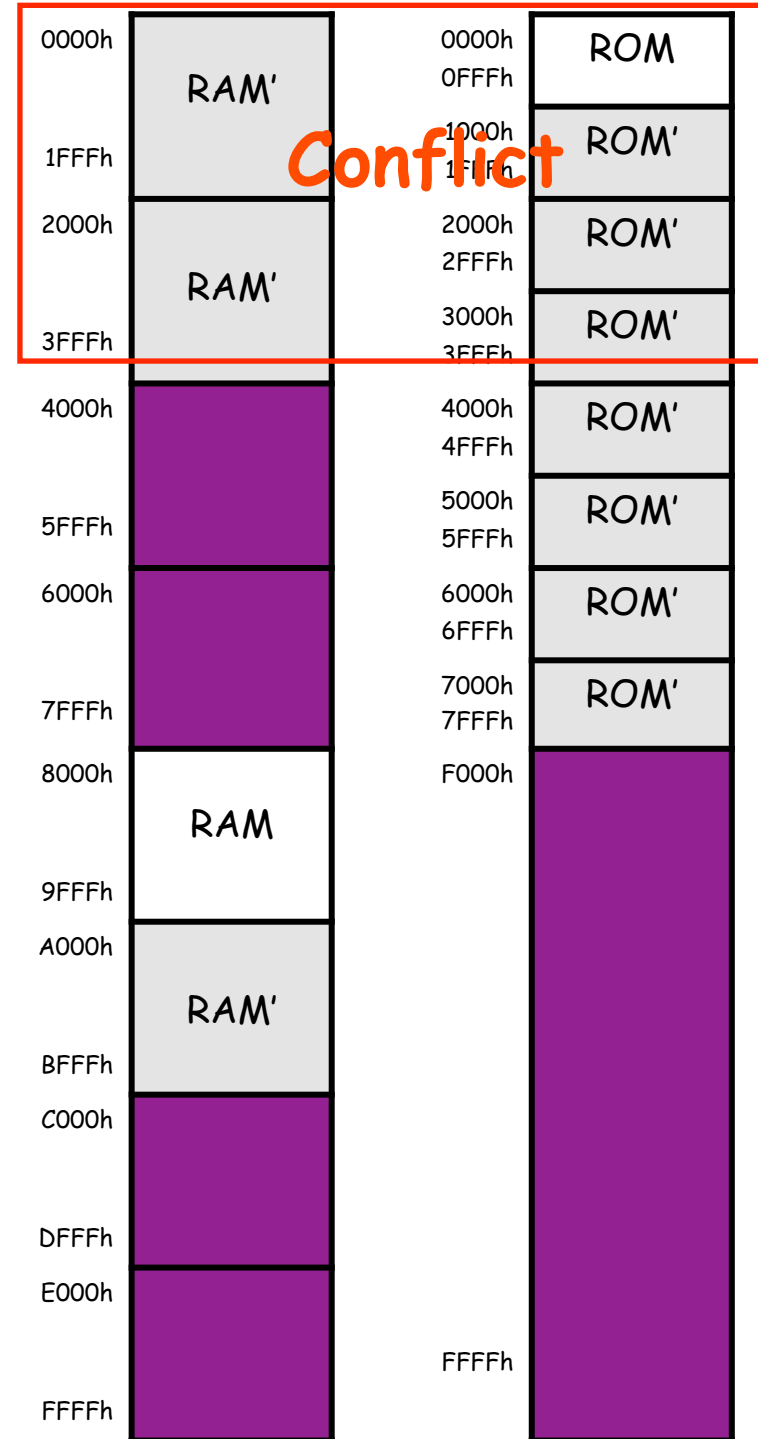 0000h
RAM'
1FFFh
2000h
RAM'
3FFFh
4000h
5FFFh
6000h
7FFFh
8000h
RAM
9FFFh
A000h
RAM'
BFFFh
C000h
DFFFh
E000h
FFFFh
Conflict
0000h
ROM
0FFFh
1000h
ROM'
1FFFh
2000h
ROM'
2FFFh
3000h
ROM'
3FFFh
4000h
ROM'
4FFFh
5000h
ROM'
5FFFh
6000h
ROM'
6FFFh
7000h
ROM'
7FFFh
F000h
FFFFh